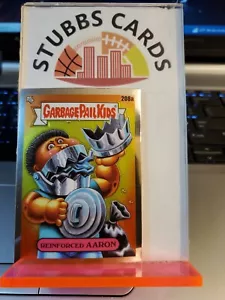 STUBBS CARDS
208a
GARBAGE PAIL KIDS
REINFORCED AARON